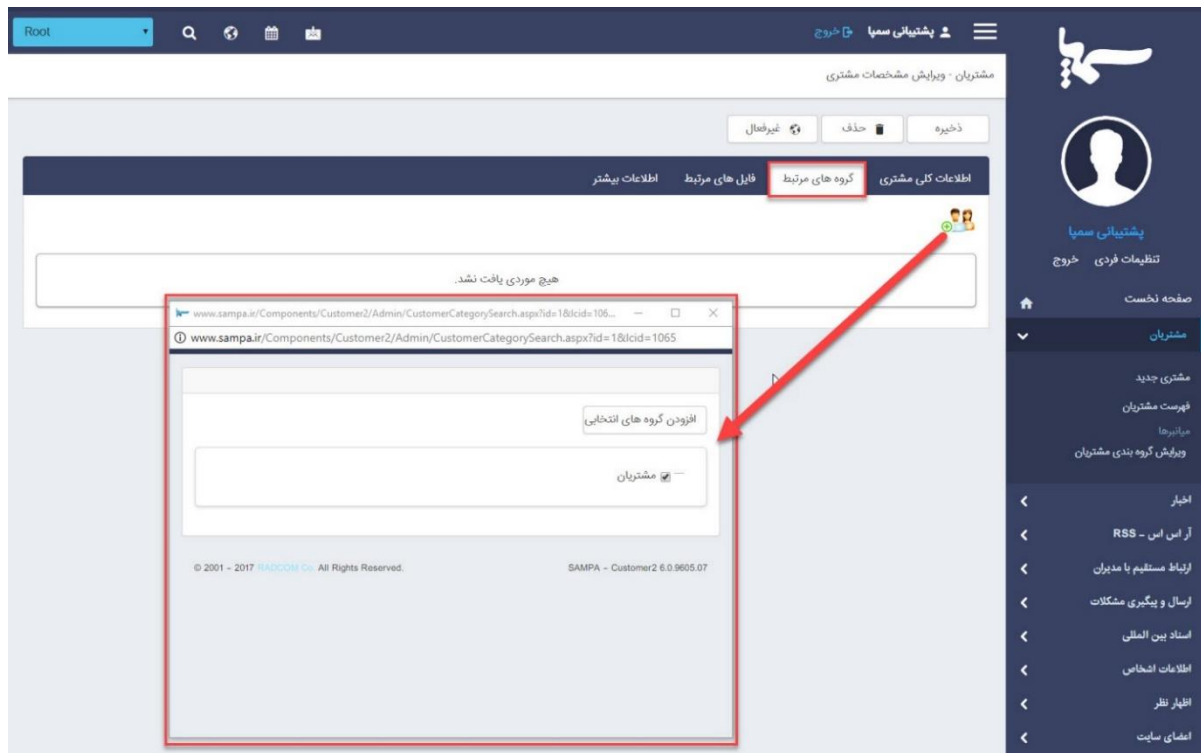 سمپا
پشتیبانی سمپا خروج
Root
مشتریان - ویرایش مشخصات مشتری
ذخیره حذف غیرفعال
اطلاعات کلی مشتری گروه های مرتبط فایل های مرتبط اطلاعات بیشتر
هیچ موردی یافت نشد.
www.sampa.ir/Components/Customer2/Admin/CustomerCategorySearch.aspx?id=1&lcid=106...
www.sampa.ir/Components/Customer2/Admin/CustomerCategorySearch.aspx?id=1&lcid=1065
افزودن گروه های انتخابی
مشتریان
© 2001 - 2017 RADCOM Co. All Rights Reserved. SAMPA - Customer2 6.0.9605.07
پشتیبانی سمپا
تنظیمات فردی خروج
صفحه نخست
مشتریان
مشتری جدید
فهرست مشتریان
میانبرها
ویرایش گروه بندی مشتریان
اخبار
آر اس اس - RSS
ارتباط مستقیم با مدیران
ارسال و پیگیری مشکلات
اسناد بین المللی
اطلاعات اشخاص
اظهار نظر
اعضای سایت